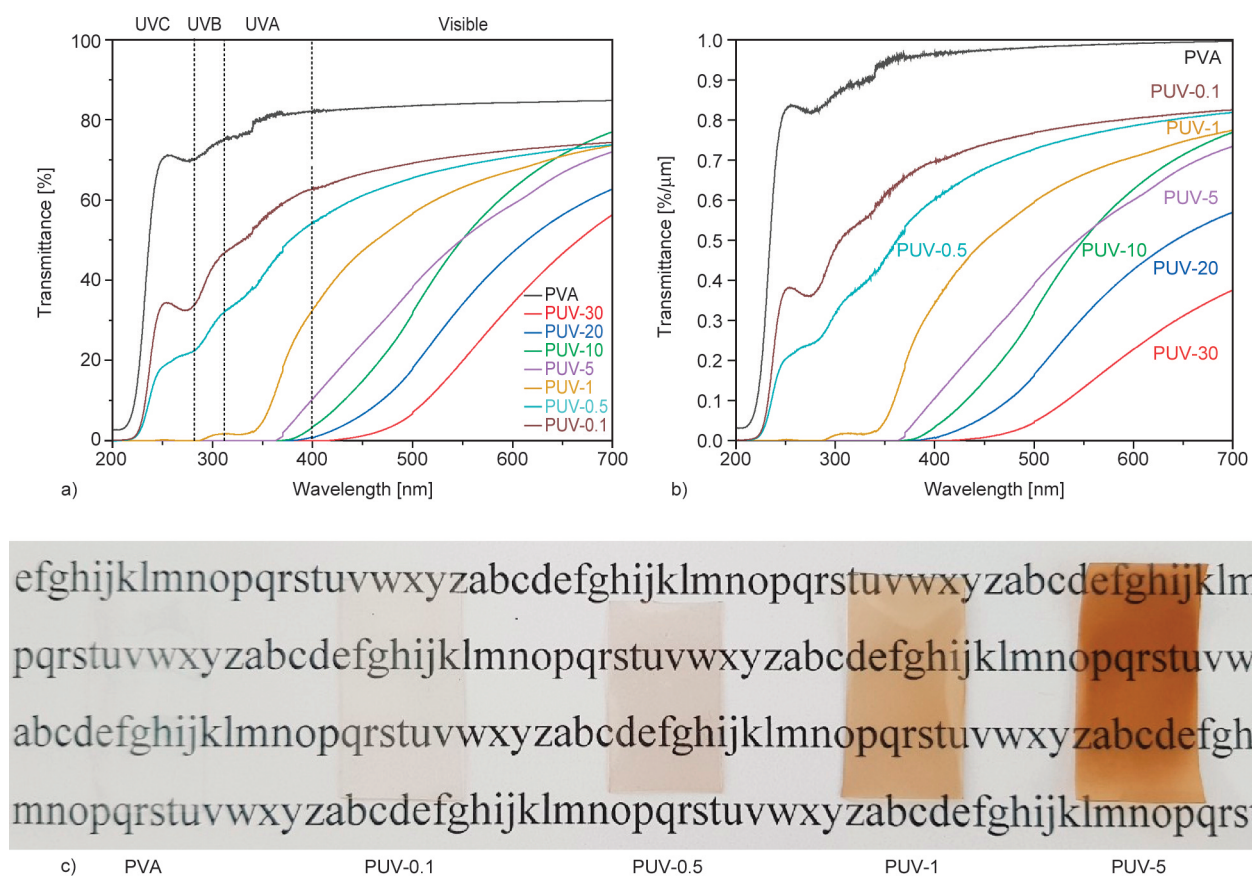 UVC UVB UVA Visible
100
80
60
40
20
0
Transmittance [%]
PVA
PUV-30
PUV-20
PUV-10
PUV-5
PUV-1
PUV-0.5
PUV-0.1
200 300 400 500 600 700
a) Wavelength [nm]
1.0
0.9
0.8
0.7
0.6
0.5
0.4
0.3
0.2
0.1
0.0
Transmittance [%/µm]
PVA
PUV-0.1
PUV-1
PUV-5
PUV-0.5 PUV-10
PUV-20
PUV-30
200 300 400 500 600 700
b) Wavelength [nm]
efghijklmnopqrstuvwxyzabcdefghijklmnopqrstuvwxyzabcdefghijklm
pqrstuvwxyzabcdefghijklmnopqrstuvwxyzabcdefghijklmnopqrstuvw
abcdefghijklmnopqrstuvwxyzabcdefghijklmnopqrstuvwxyzabcdefgh
mnopqrstuvwxyzabcdefghijklmnopqrstuvwxyzabcdefghijklmnopqrst
c) PVA PUV-0.1 PUV-0.5 PUV-1 PUV-5